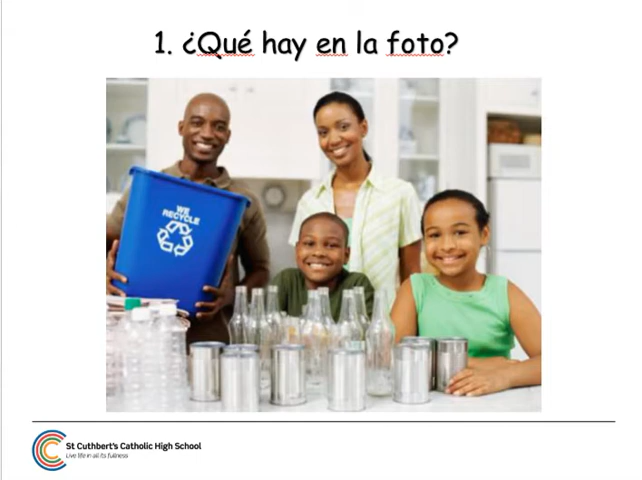 1. ¿Qué hay en la foto?
WE
RECYCLE
St Cuthbert's Catholic High School
Live life in all its fullness